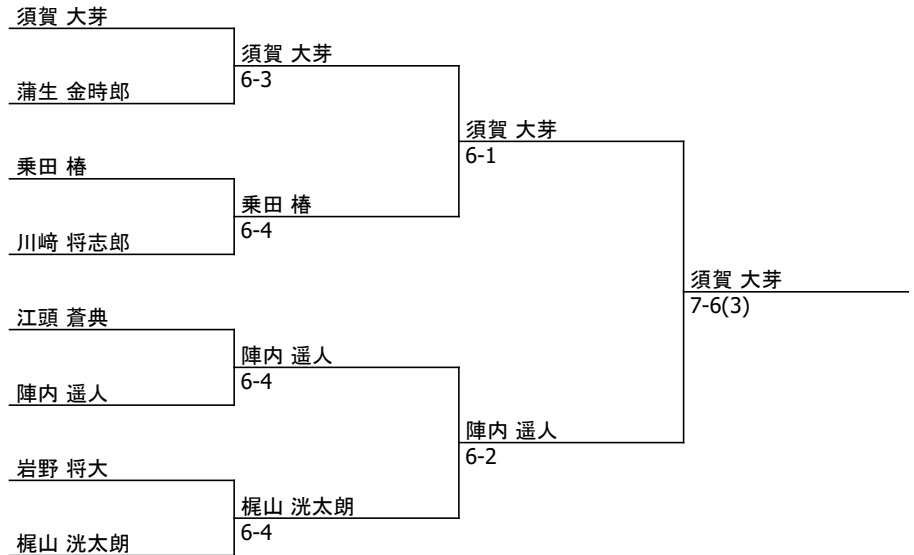 須賀 大芽
須賀 大芽
6-3
蒲生 金時郎
須賀 大芽
6-1
乗田 椿
乗田 椿
6-4
川﨑 将志郎
須賀 大芽
7-6(3)
江頭 蒼典
陣内 遥人
6-4
陣内 遥人
陣内 遥人
6-2
岩野 将大
梶山 洸太朗
6-4
梶山 洸太朗